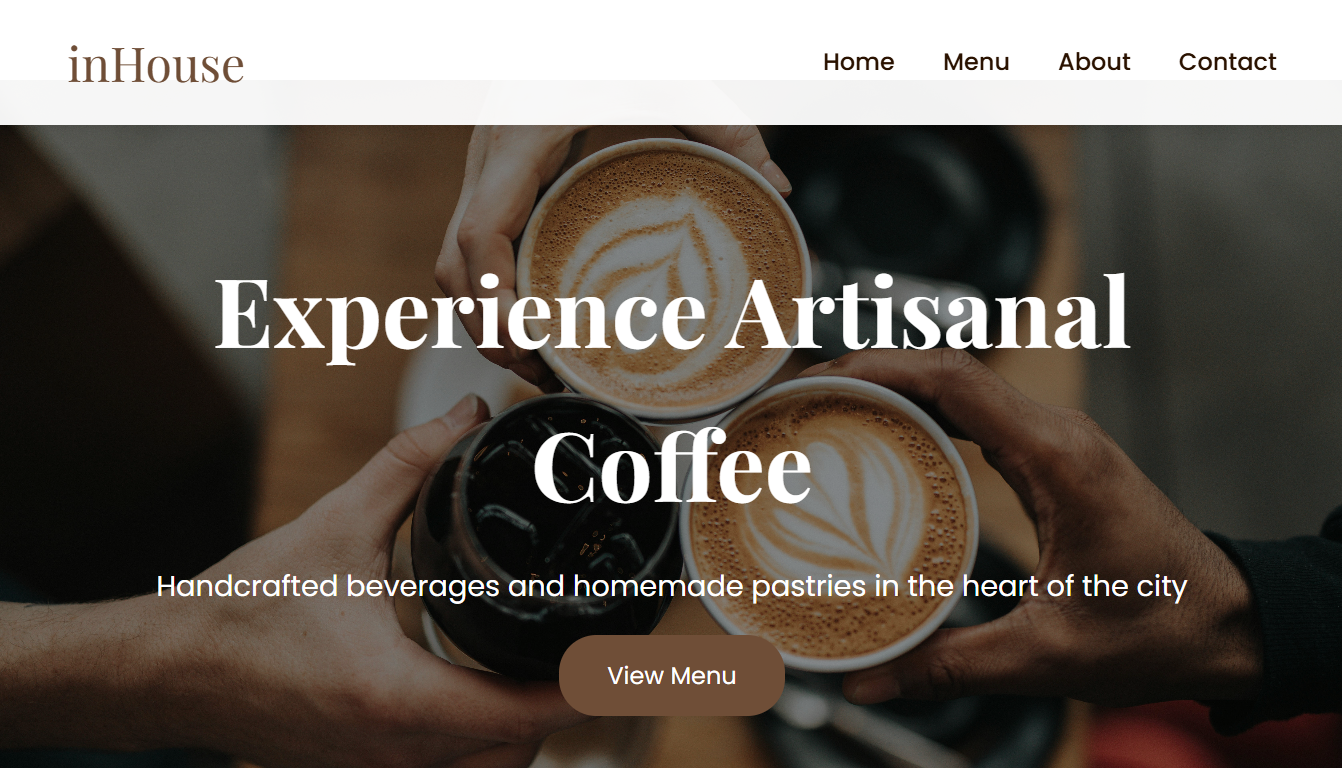 inHouse
Home Menu About Contact
Experience Artisanal
Coffee
Handcrafted beverages and homemade pastries in the heart of the city
View Menu